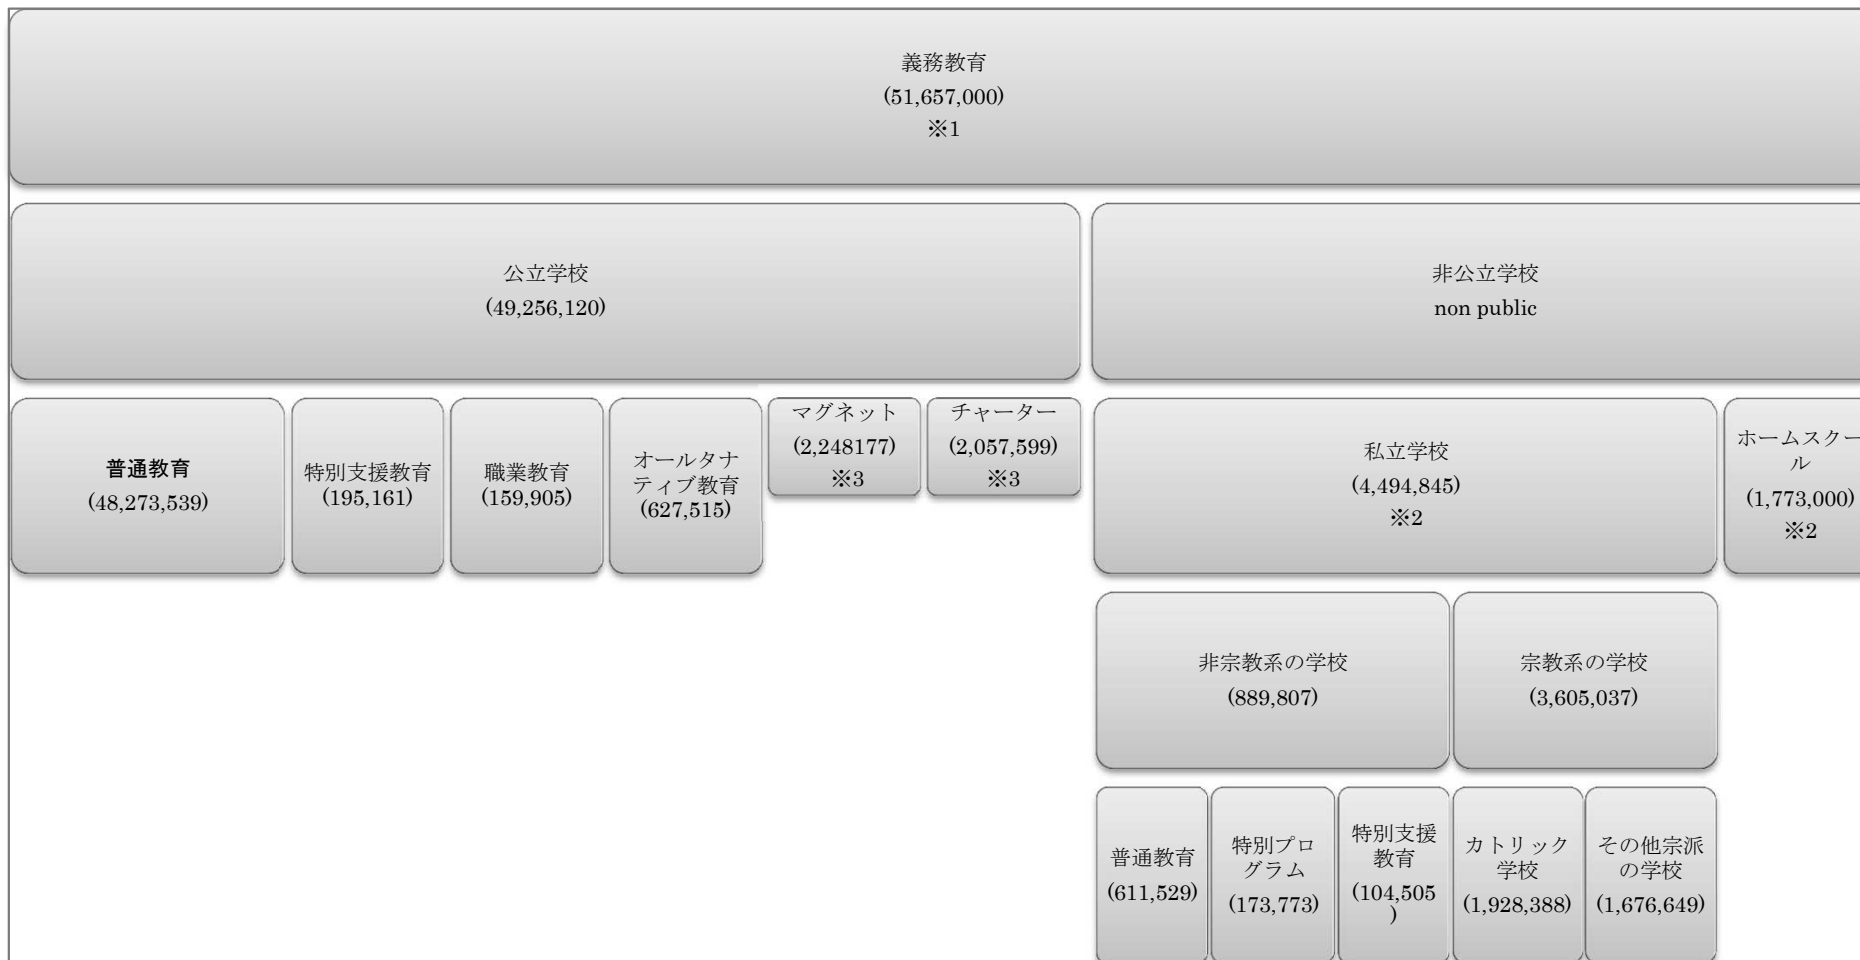 義務教育
(51,657,000)
※1
公立学校
(49,256,120)
非公立学校
non public
普通教育
(48,273,539)
特別支援教育
(195,161)
職業教育
(159,905)
オールタナ
ティブ教育
(627,515)
マグネット
(2,248177)
※3
チャーター
(2,057,599)
※3
私立学校
(4,494,845)
※2
ホームスクー
ル
(1,773,000)
※2
非宗教系の学校
(889,807)
宗教系の学校
(3,605,037)
普通教育
(611,529)
特別プロ
グラム
(173,773)
特別支援
教育
(104,505
)
カトリック
学校
(1,928,388)
その他宗派
の学校
(1,676,649)